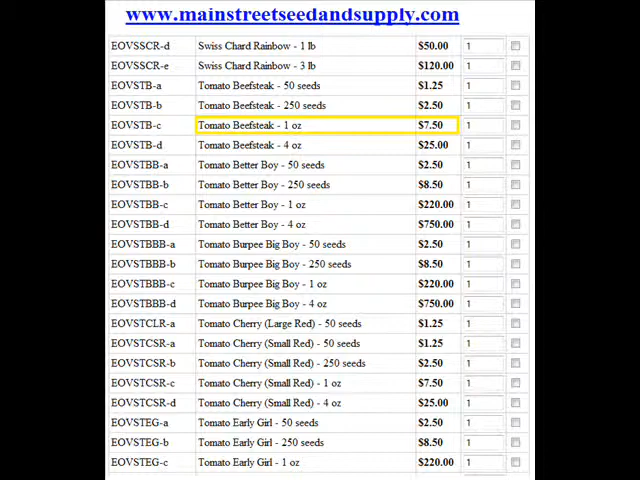 www.mainstreetseedandsupply.com
EOVSSCR-d Swiss Chard Rainbow - 1 lb $50.00 1
EOVSSCR-e Swiss Chard Rainbow - 3 lb $120.00 1
EOVSTB-a Tomato Beefsteak - 50 seeds $1.25 1
EOVSTB-b Tomato Beefsteak - 250 seeds $2.50 1
EOVSTB-c Tomato Beefsteak - 1 oz $7.50 1
EOVSTB-d Tomato Beefsteak - 4 oz $25.00 1
EOVSTBB-a Tomato Better Boy - 50 seeds $2.50 1
EOVSTBB-b Tomato Better Boy - 250 seeds $8.50 1
EOVSTBB-c Tomato Better Boy - 1 oz $220.00 1
EOVSTBB-d Tomato Better Boy - 4 oz $750.00 1
EOVSTBBB-a Tomato Burpee Big Boy - 50 seeds $2.50 1
EOVSTBBB-b Tomato Burpee Big Boy - 250 seeds $8.50 1
EOVSTBBB-c Tomato Burpee Big Boy - 1 oz $220.00 1
EOVSTBBB-d Tomato Burpee Big Boy - 4 oz $750.00 1
EOVSTCLR-a Tomato Cherry (Large Red) - 50 seeds $1.25 1
EOVSTCSR-a Tomato Cherry (Small Red) - 50 seeds $1.25 1
EOVSTCSR-b Tomato Cherry (Small Red) - 250 seeds $2.50 1
EOVSTCSR-c Tomato Cherry (Small Red) - 1 oz $7.50 1
EOVSTCSR-d Tomato Cherry (Small Red) - 4 oz $25.00 1
EOVSTEG-a Tomato Early Girl - 50 seeds $2.50 1
EOVSTEG-b Tomato Early Girl - 250 seeds $8.50 1
EOVSTEG-c Tomato Early Girl - 1 oz $220.00 1